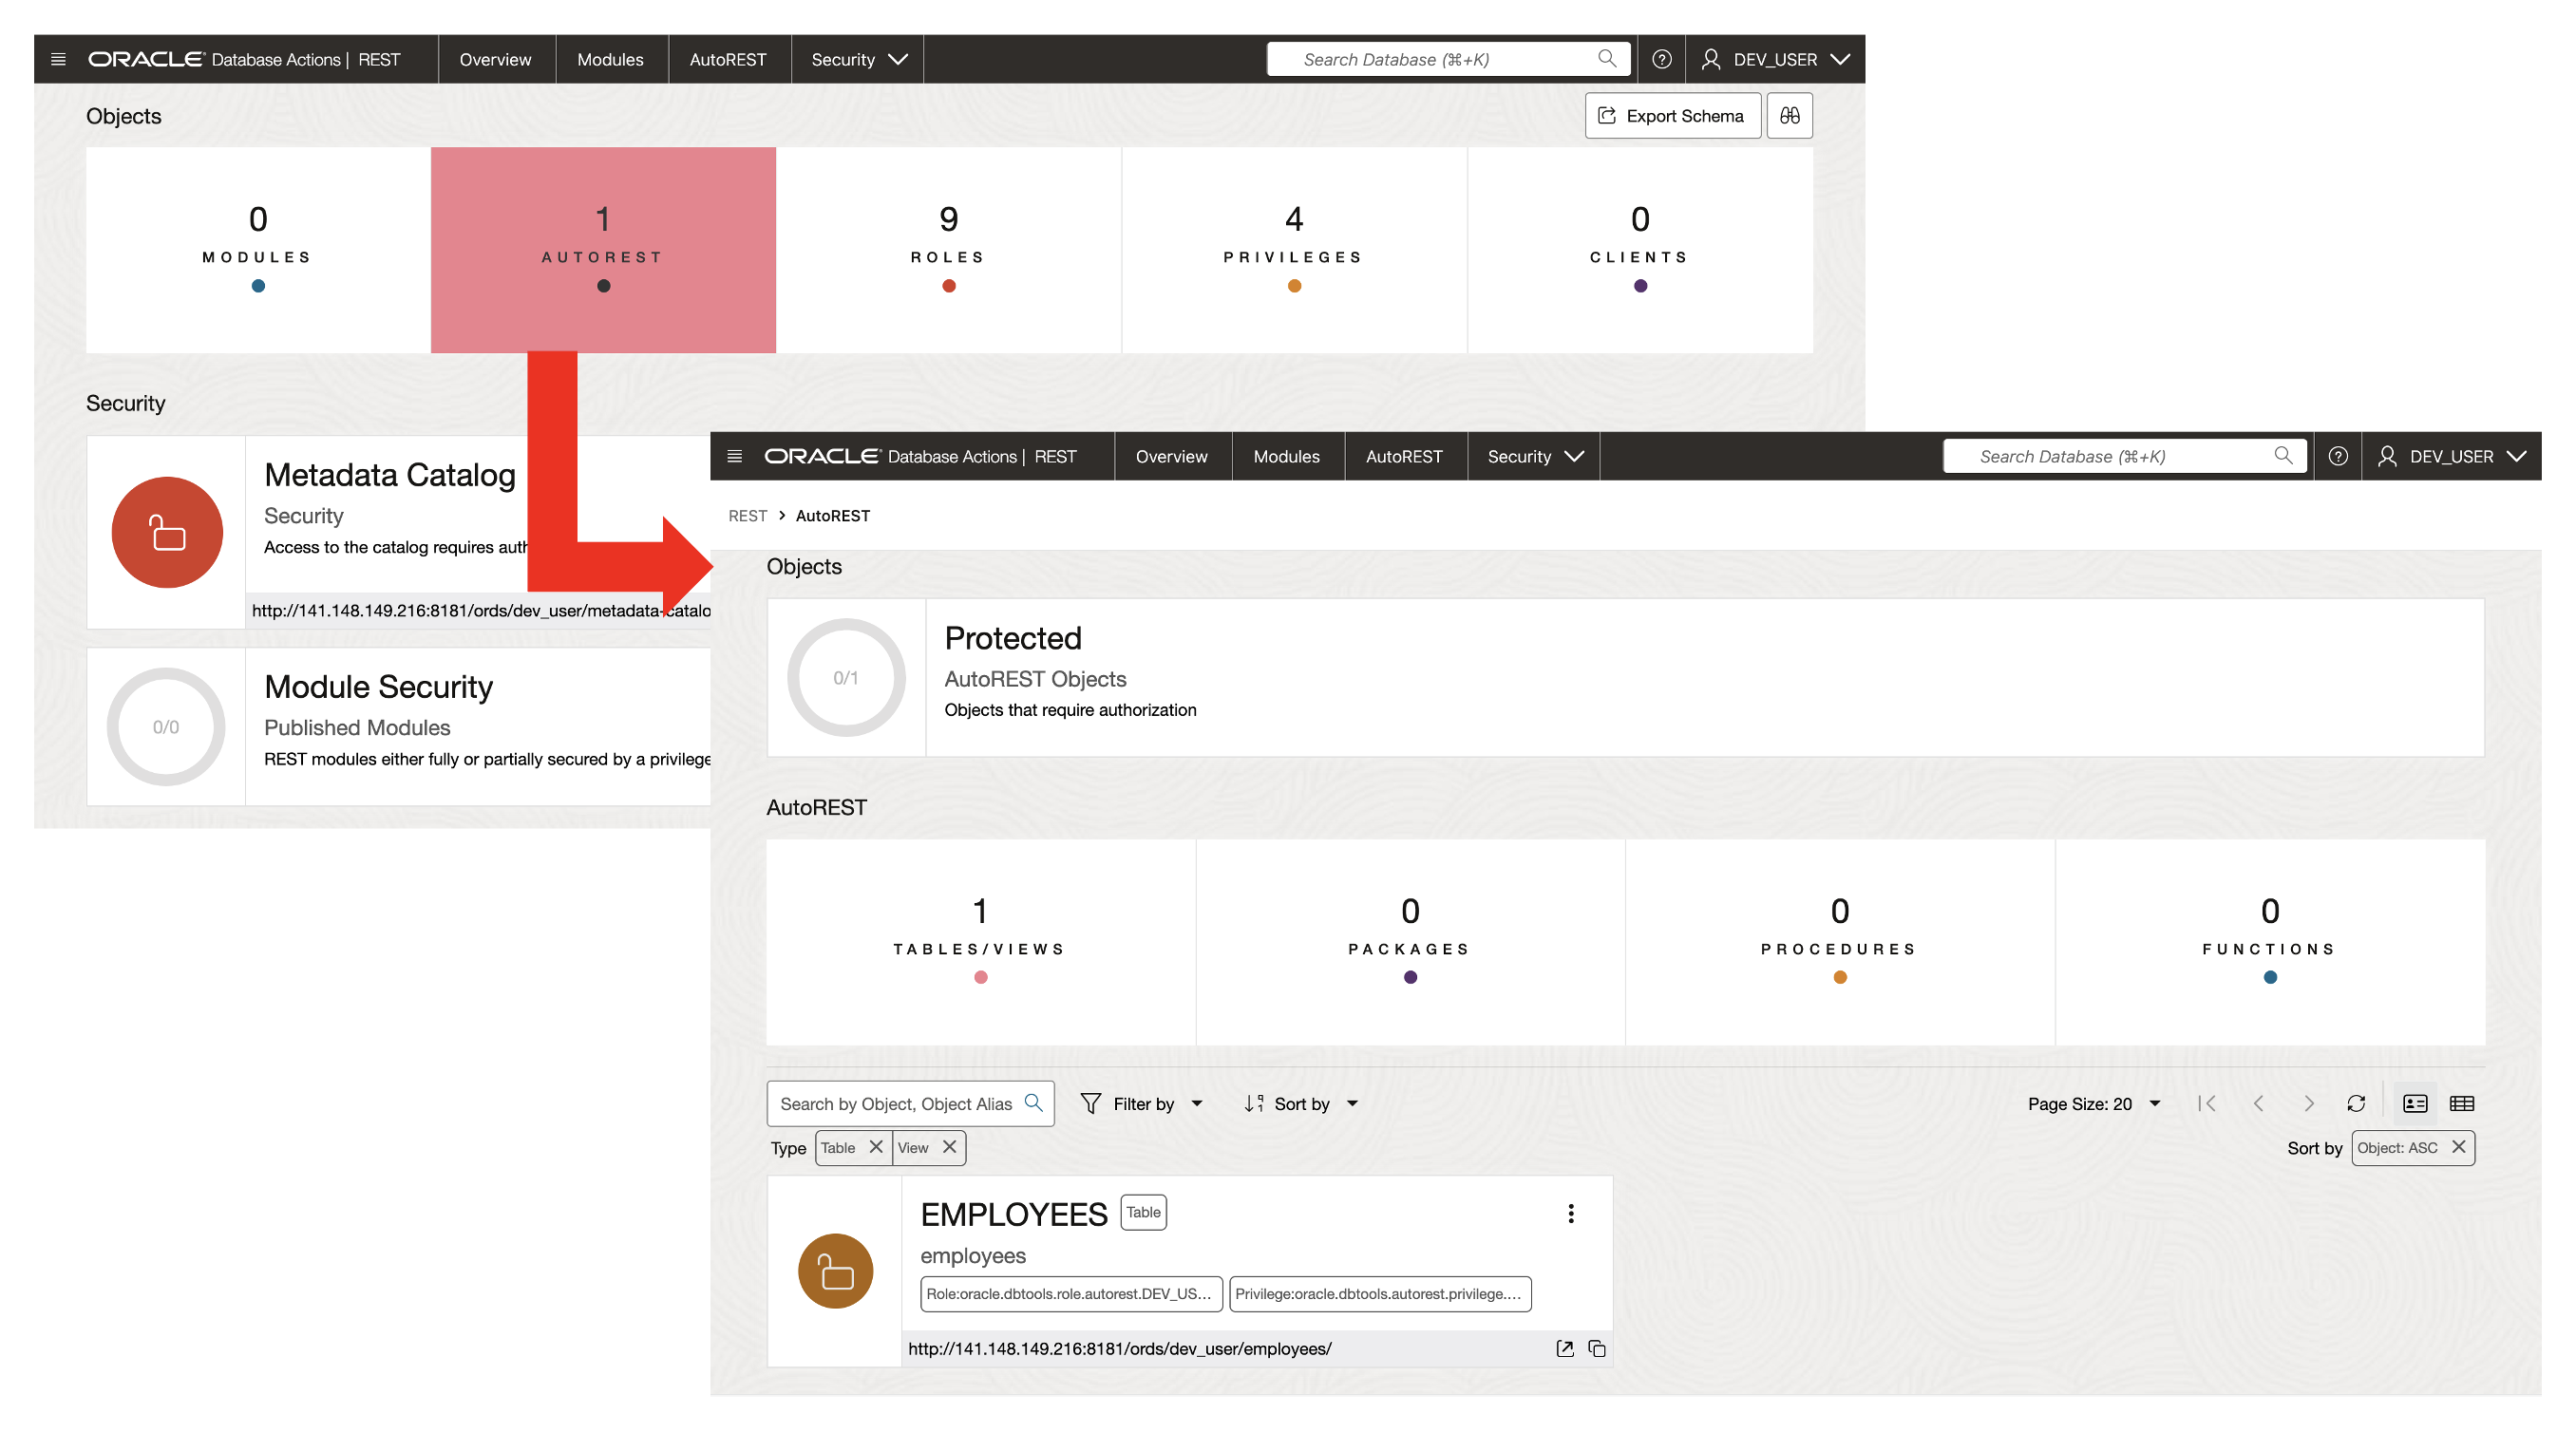 ORACLE Database Actions | REST Overview Modules AutoREST Security Search Database (⌘+K) DEV_USER
Objects
Export Schema
0
MODULES
1
AUTOREST
9
ROLES
4
PRIVILEGES
0
CLIENTS
Security
Metadata Catalog
Security
Access to the catalog requires auth
http://141.148.149.216:8181/ords/dev_user/metadata-catalo
0/0
Module Security
Published Modules
REST modules either fully or partially secured by a privilege
ORACLE Database Actions | REST Overview Modules AutoREST Security Search Database (⌘+K) DEV_USER
REST > AutoREST
Objects
0/1
Protected
AutoREST Objects
Objects that require authorization
AutoREST
1
TABLES/VIEWS
0
PACKAGES
0
PROCEDURES
0
FUNCTIONS
Search by Object, Object Alias Filter by Sort by Page Size: 20
Type Table View Sort by Object: ASC
EMPLOYEES Table
employees
Role:oracle.dbtools.role.autorest.DEV_US... Privilege:oracle.dbtools.autorest.privilege....
http://141.148.149.216:8181/ords/dev_user/employees/